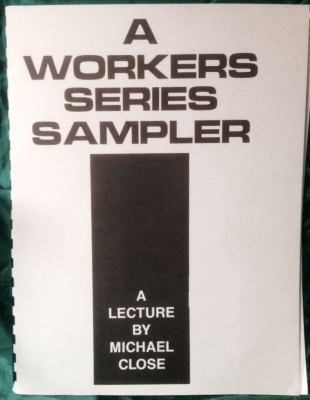 A
WORKERS
SERIES
SAMPLER
A
LECTURE
BY
MICHAEL
CLOSE